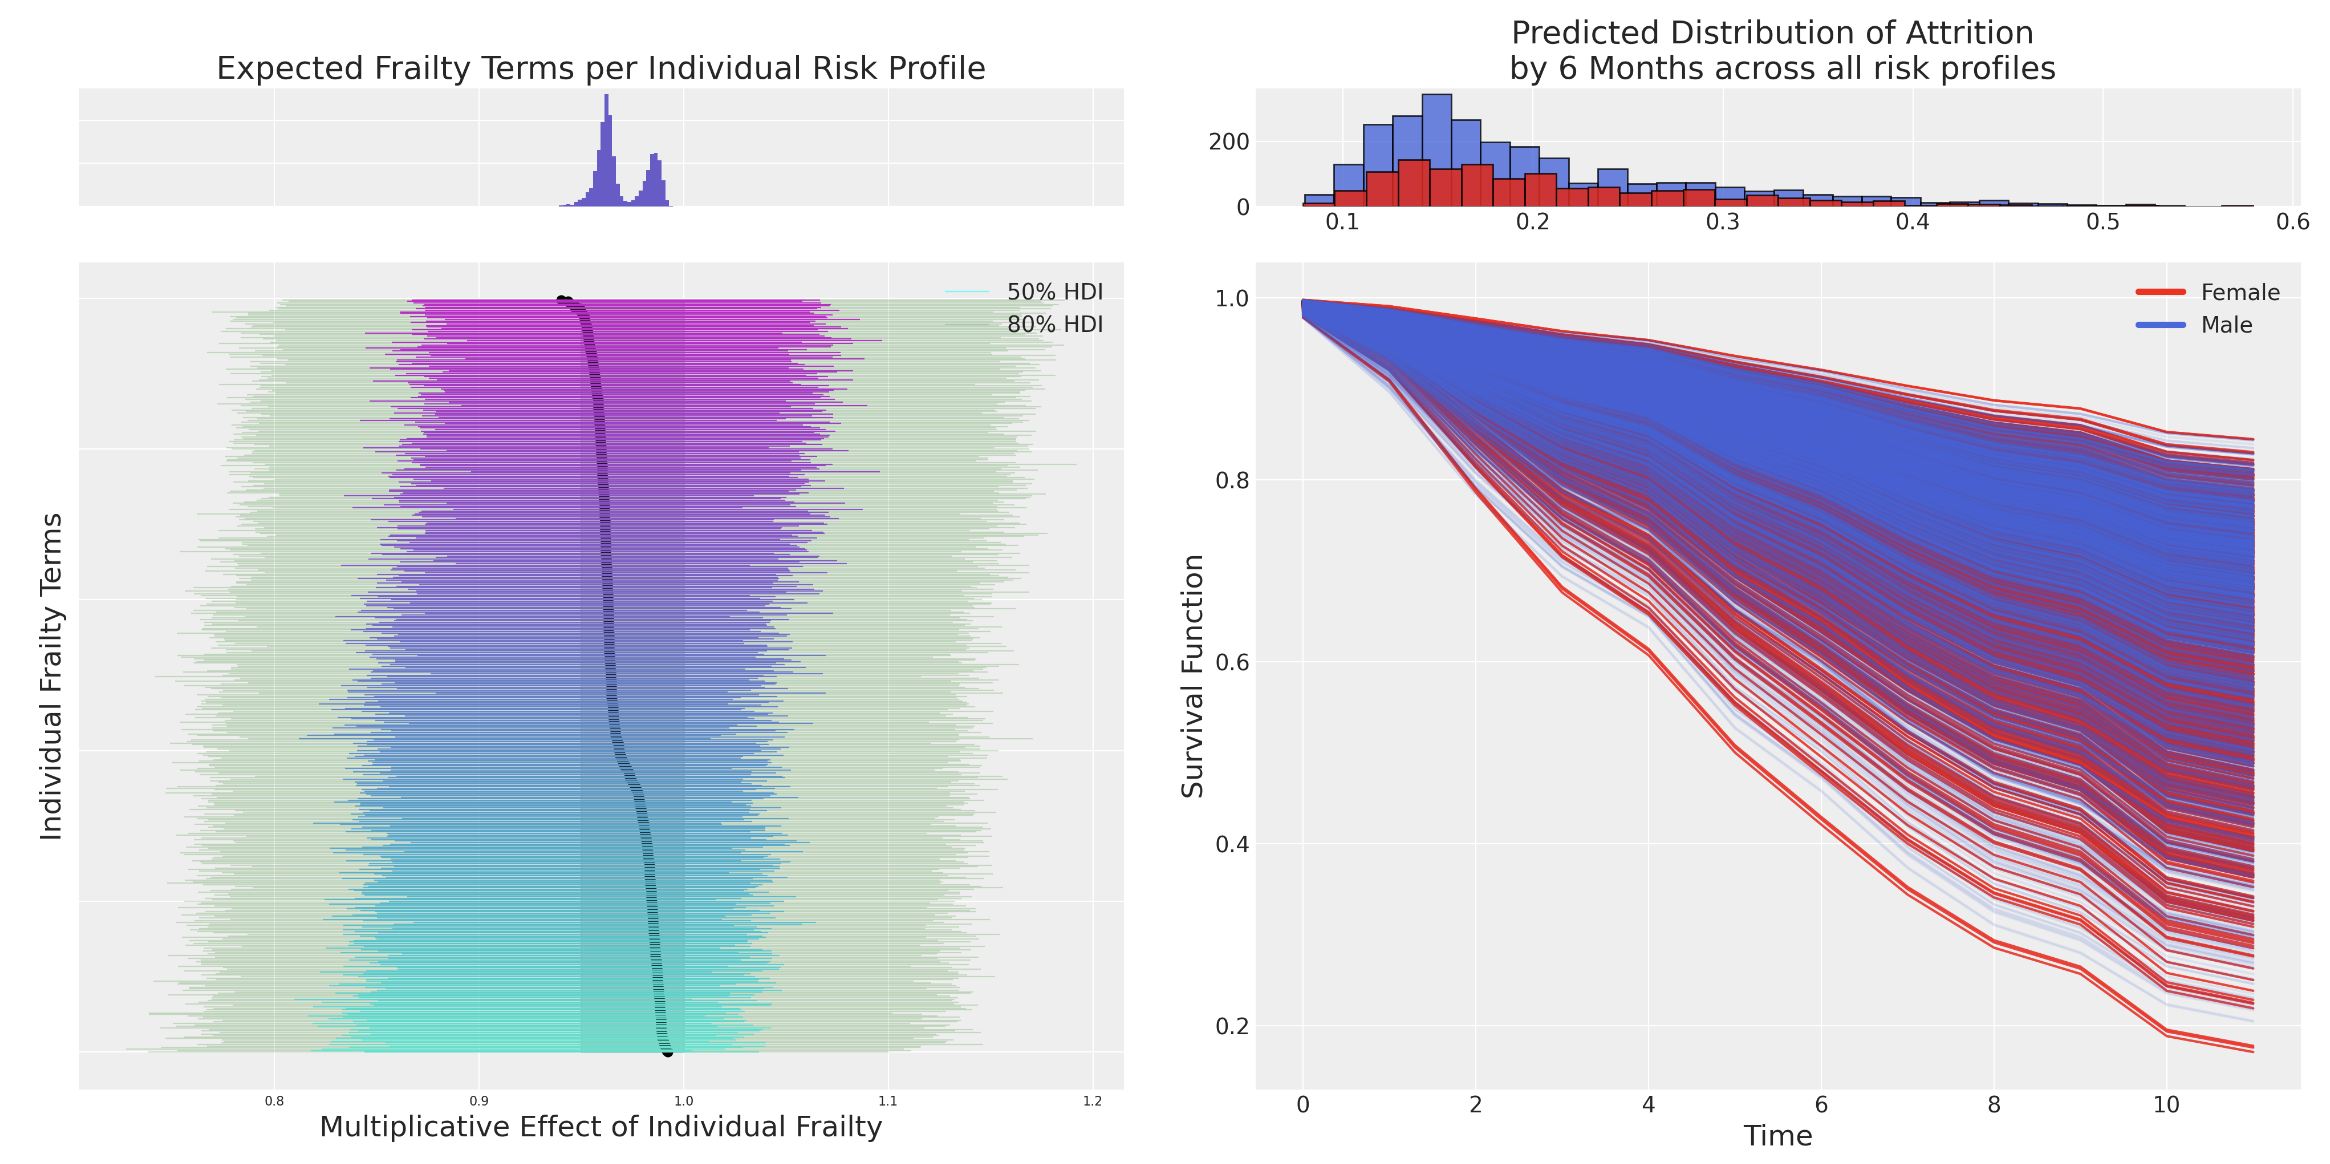 Expected Frailty Terms per Individual Risk Profile
Individual Frailty Terms
50% HDI
80% HDI
0.8 0.9 1.0 1.1 1.2
Multiplicative Effect of Individual Frailty
Predicted Distribution of Attrition
by 6 Months across all risk profiles
200
0
0.1 0.2 0.3 0.4 0.5 0.6
Survival Function
1.0
0.8
0.6
0.4
0.2
Female
Male
0 2 4 6 8 10
Time